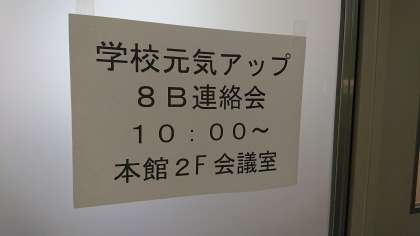 学校元気アップ
８Ｂ連絡会
１０：００～
本館２F会議室